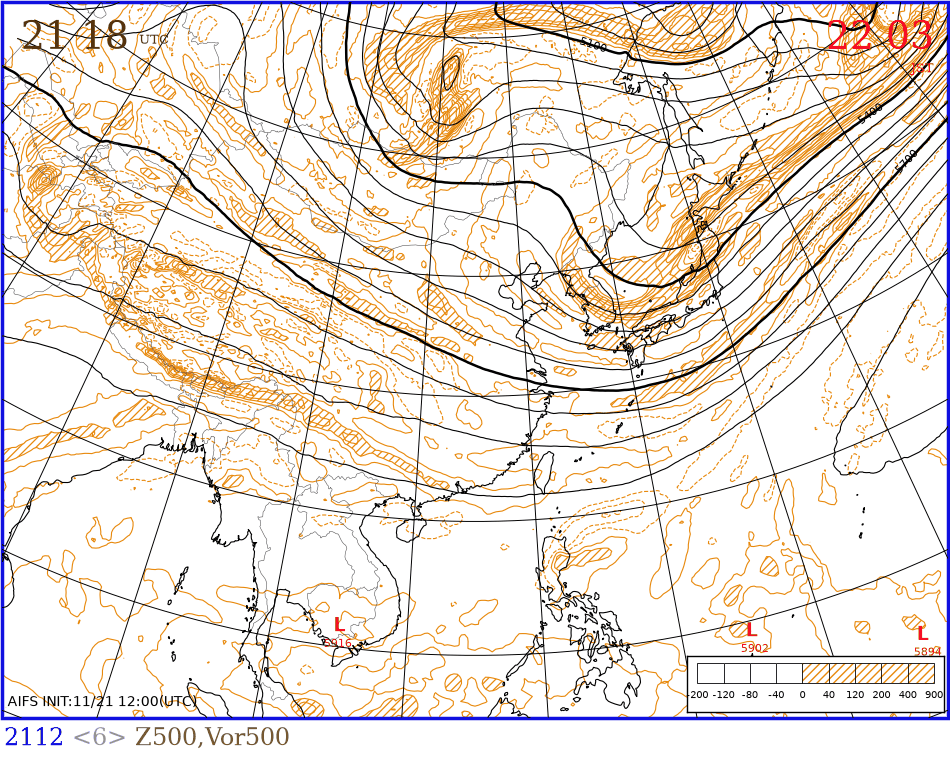 21 18 UTC
22 03
JST
5100
5400
5700
L
5916
L
5902
L
5894
-200 -120 -80 -40 0 40 120 200 400 900
AIFS INIT:11/21 12:00(UTC)
2112 <6> Z500,Vor500